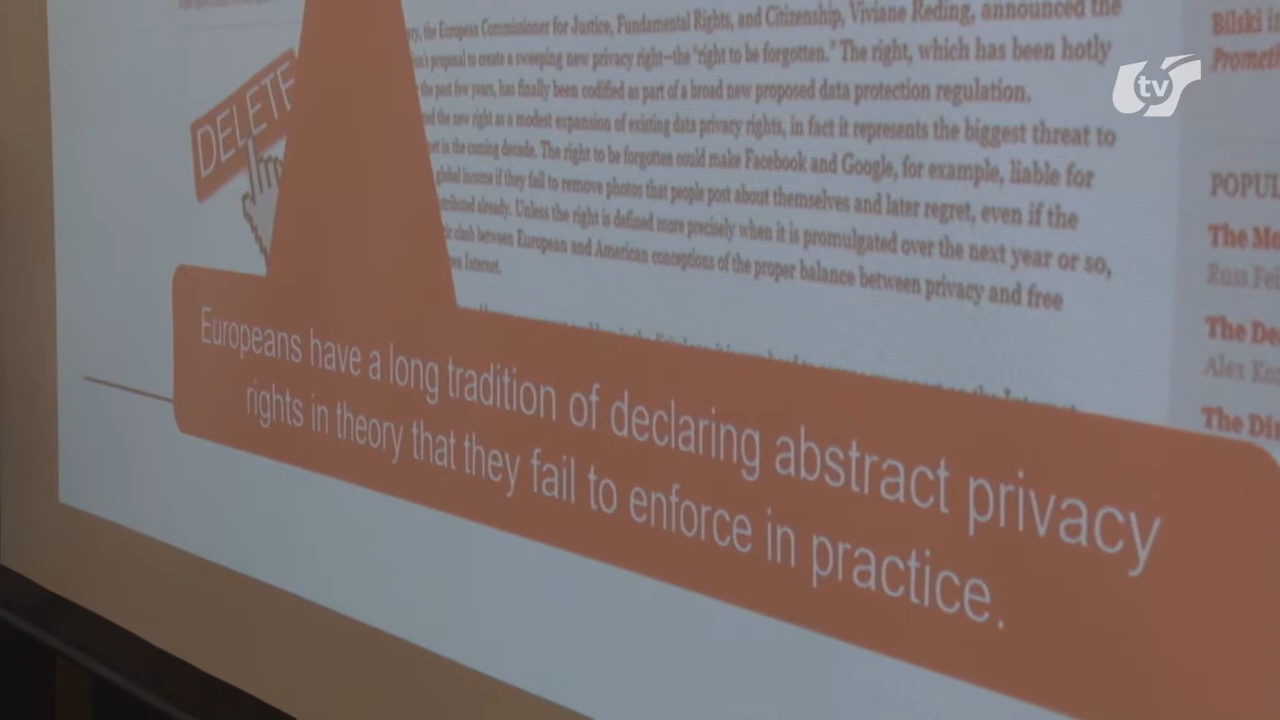 ry, the European Commissioner for Justice, Fundamental Rights, and Citizenship, Viviane Reding, announced the
n's proposal to create a sweeping new privacy right—the "right to be forgotten." The right, which has been hotly
the past few years, has finally been codified as part of a broad new proposed data protection regulation.
ed the new right as a modest expansion of existing data privacy rights, in fact it represents the biggest threat to
in the coming decade. The right to be forgotten could make Facebook and Google, for example, liable for
global income if they fail to remove photos that people post about themselves and later regret, even if the
already. Unless the right is defined more precisely when it is promulgated over the next year or so,
clash between European and American conceptions of the proper balance between privacy and free
Internet.
DELETE
Europeans have a long tradition of declaring abstract privacy
rights in theory that they fail to enforce in practice.
tv
Bilski i
Prometh
POPUL
The Mo
Russ Fei
The De
Alex Ko
The Dir